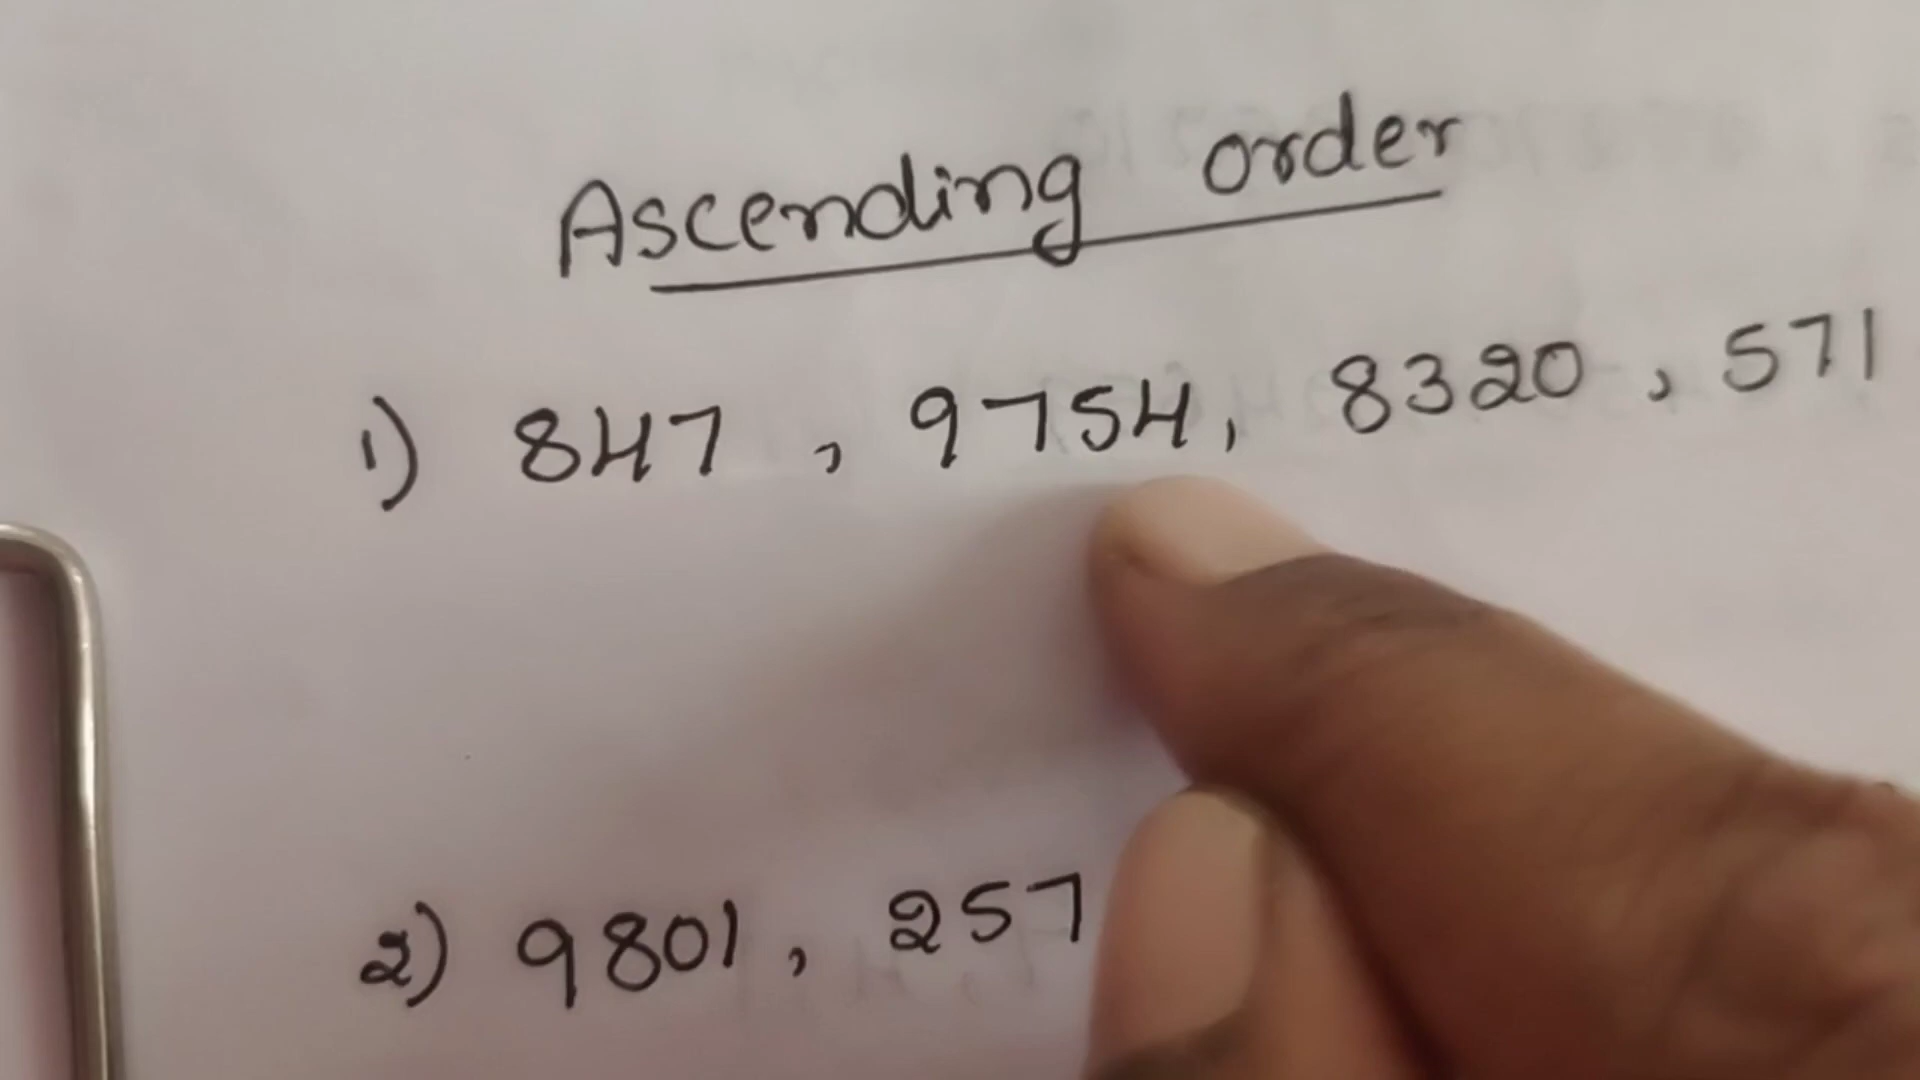 Ascending order
1) 847, 9754, 8320, 571
2) 9801, 257